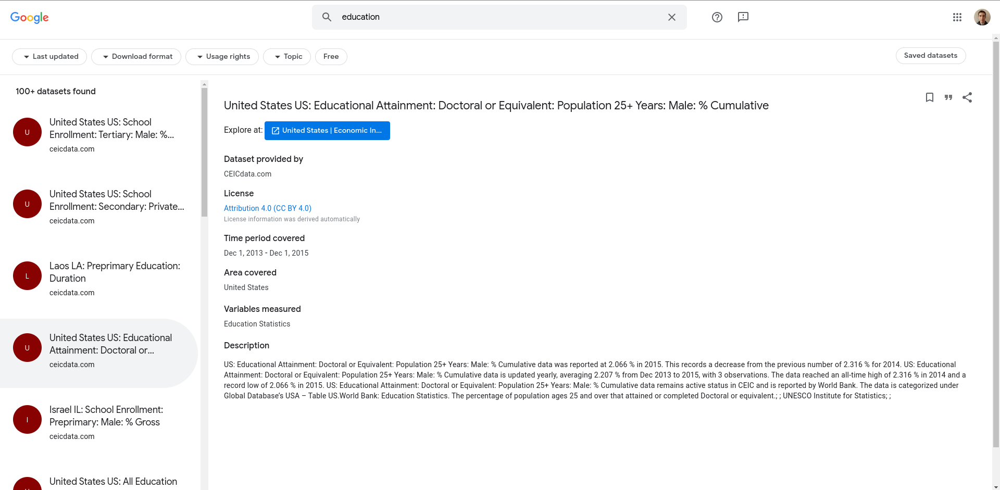 Google
education
Last updated
Download format
Usage rights
Topic
Free
Saved datasets
100+ datasets found
U
United States US: School
Enrollment: Tertiary: Male: %...
ceicdata.com
U
United States US: School
Enrollment: Secondary: Private...
ceicdata.com
L
Laos LA: Preprimary Education:
Duration
ceicdata.com
U
United States US: Educational
Attainment: Doctoral or...
ceicdata.com
I
Israel IL: School Enrollment:
Preprimary: Male: % Gross
ceicdata.com
United States US: All Education
United States US: Educational Attainment: Doctoral or Equivalent: Population 25+ Years: Male: % Cumulative
Explore at:
United States | Economic In...
Dataset provided by
CEICdata.com
License
Attribution 4.0 (CC BY 4.0)
License information was derived automatically
Time period covered
Dec 1, 2013 - Dec 1, 2015
Area covered
United States
Variables measured
Education Statistics
Description
US: Educational Attainment: Doctoral or Equivalent: Population 25+ Years: Male: % Cumulative data was reported at 2.066 % in 2015. This records a decrease from the previous number of 2.316 % for 2014. US: Educational
Attainment: Doctoral or Equivalent: Population 25+ Years: Male: % Cumulative data is updated yearly, averaging 2.207 % from Dec 2013 to 2015, with 3 observations. The data reached an all-time high of 2.316 % in 2014 and a
record low of 2.066 % in 2015. US: Educational Attainment: Doctoral or Equivalent: Population 25+ Years: Male: % Cumulative data remains active status in CEIC and is reported by World Bank. The data is categorized under
Global Database’s USA – Table US.World Bank: Education Statistics. The percentage of population ages 25 and over that attained or completed Doctoral or equivalent.; ; UNESCO Institute for Statistics; ;